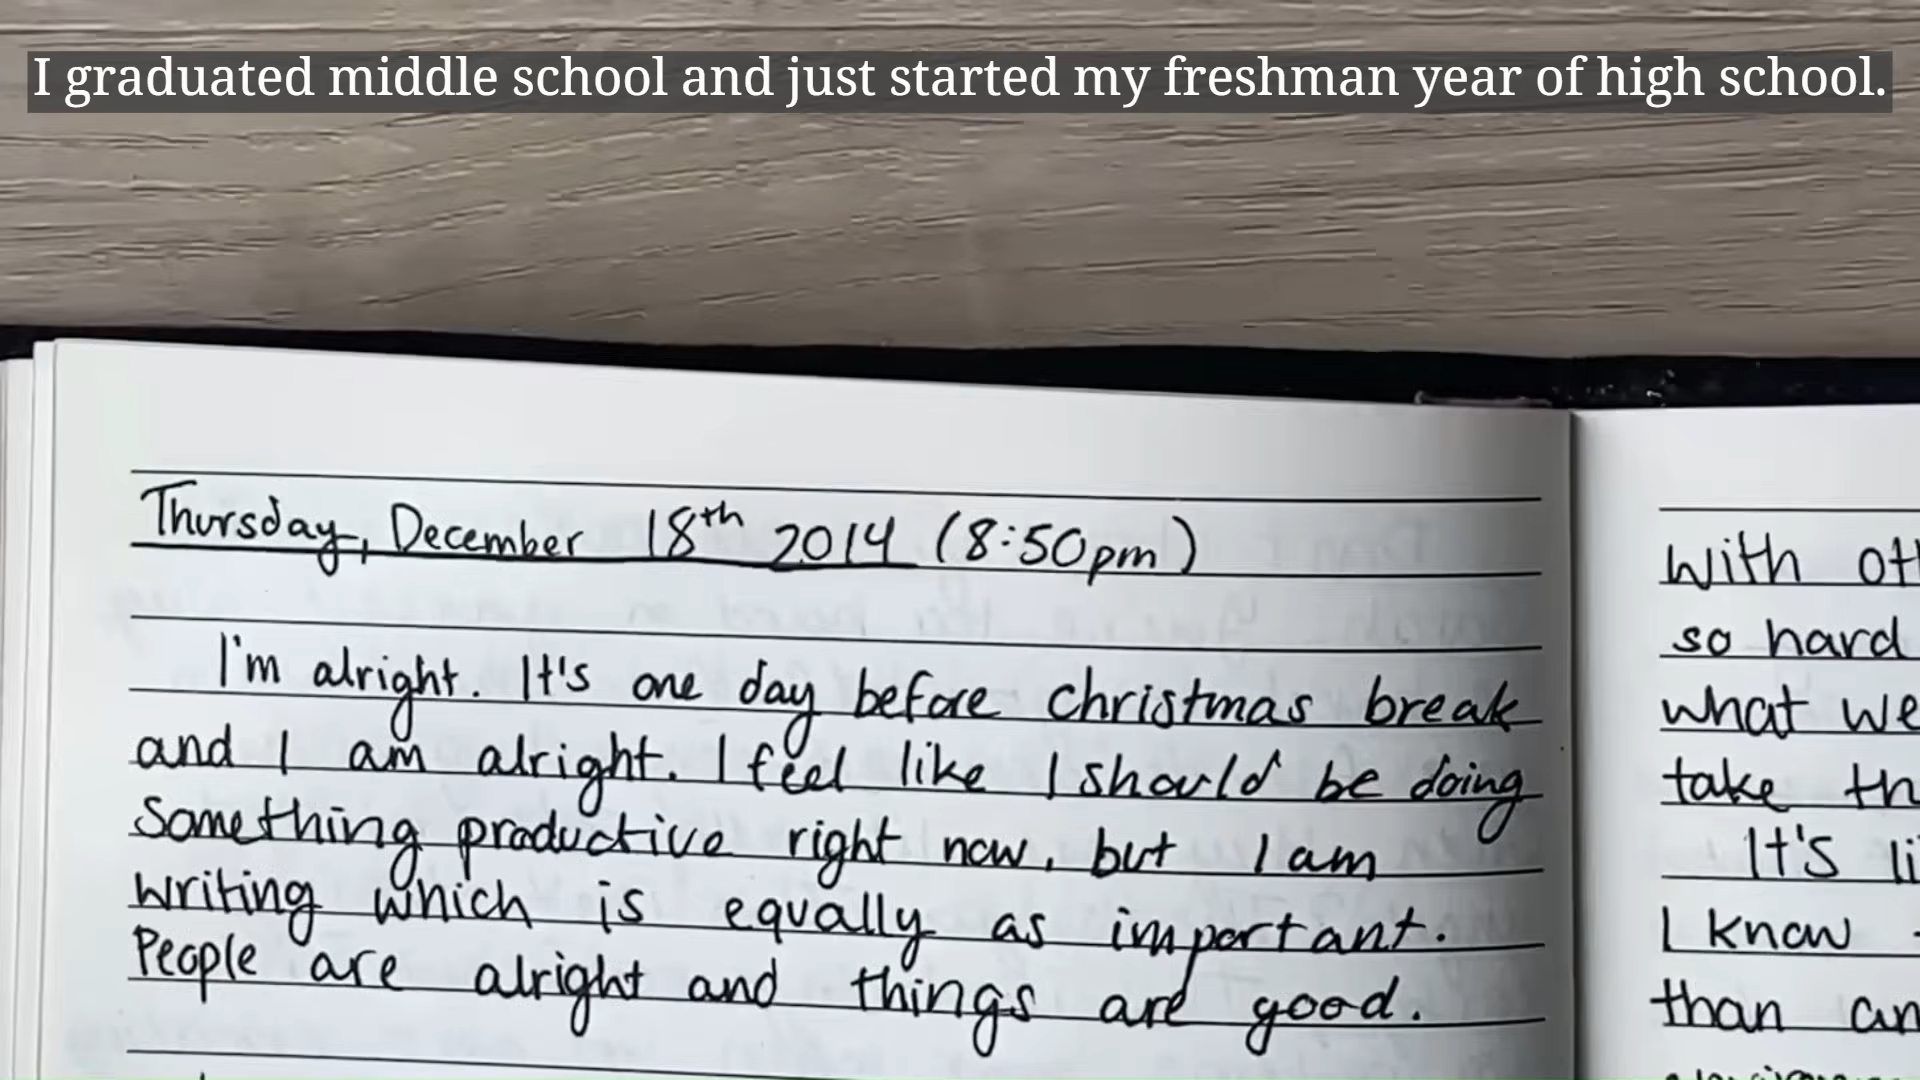 I graduated middle school and just started my freshman year of high school.
Thursday, December 18th 2014 (8:50pm)
I'm alright. It's one day before christmas break
and I am alright. I feel like I should be doing
something productive right now, but I am
writing which is equally as important.
People are alright and things are good.
With
so hard
what we
take
It's
I know
than